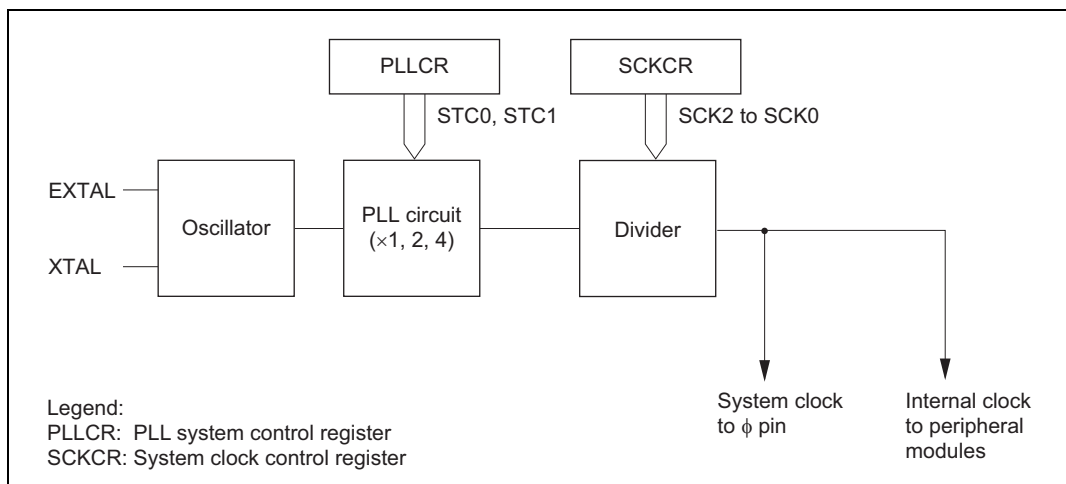 PLLCR
SCKCR
STC0, STC1
SCK2 to SCK0
EXTAL
XTAL
Oscillator
PLL circuit
(×1, 2, 4)
Divider
System clock
to ϕ pin
Internal clock
to peripheral
modules
Legend:
PLLCR: PLL system control register
SCKCR: System clock control register